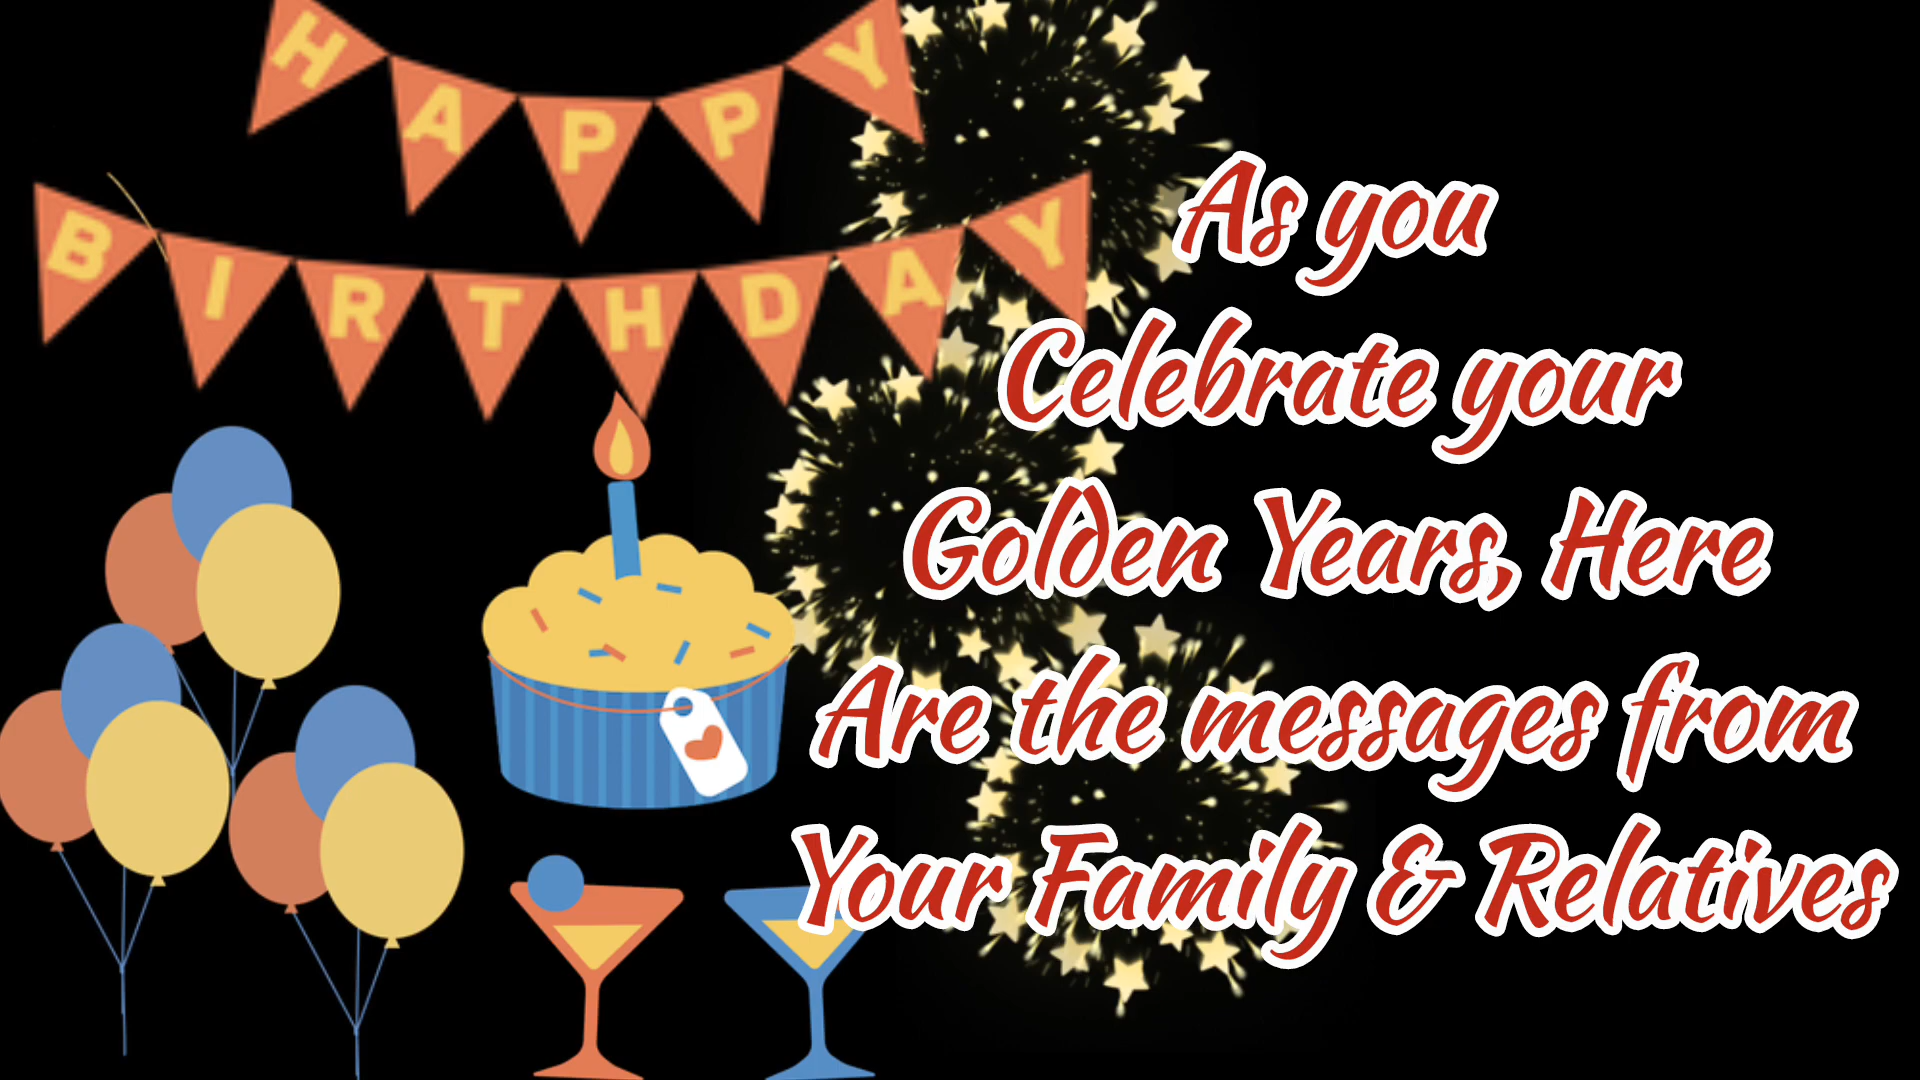 HAPPY
BIRTHDAY
As you
Celebrate your
Golden Years, Here
Are the messages from
Your Family & Relatives